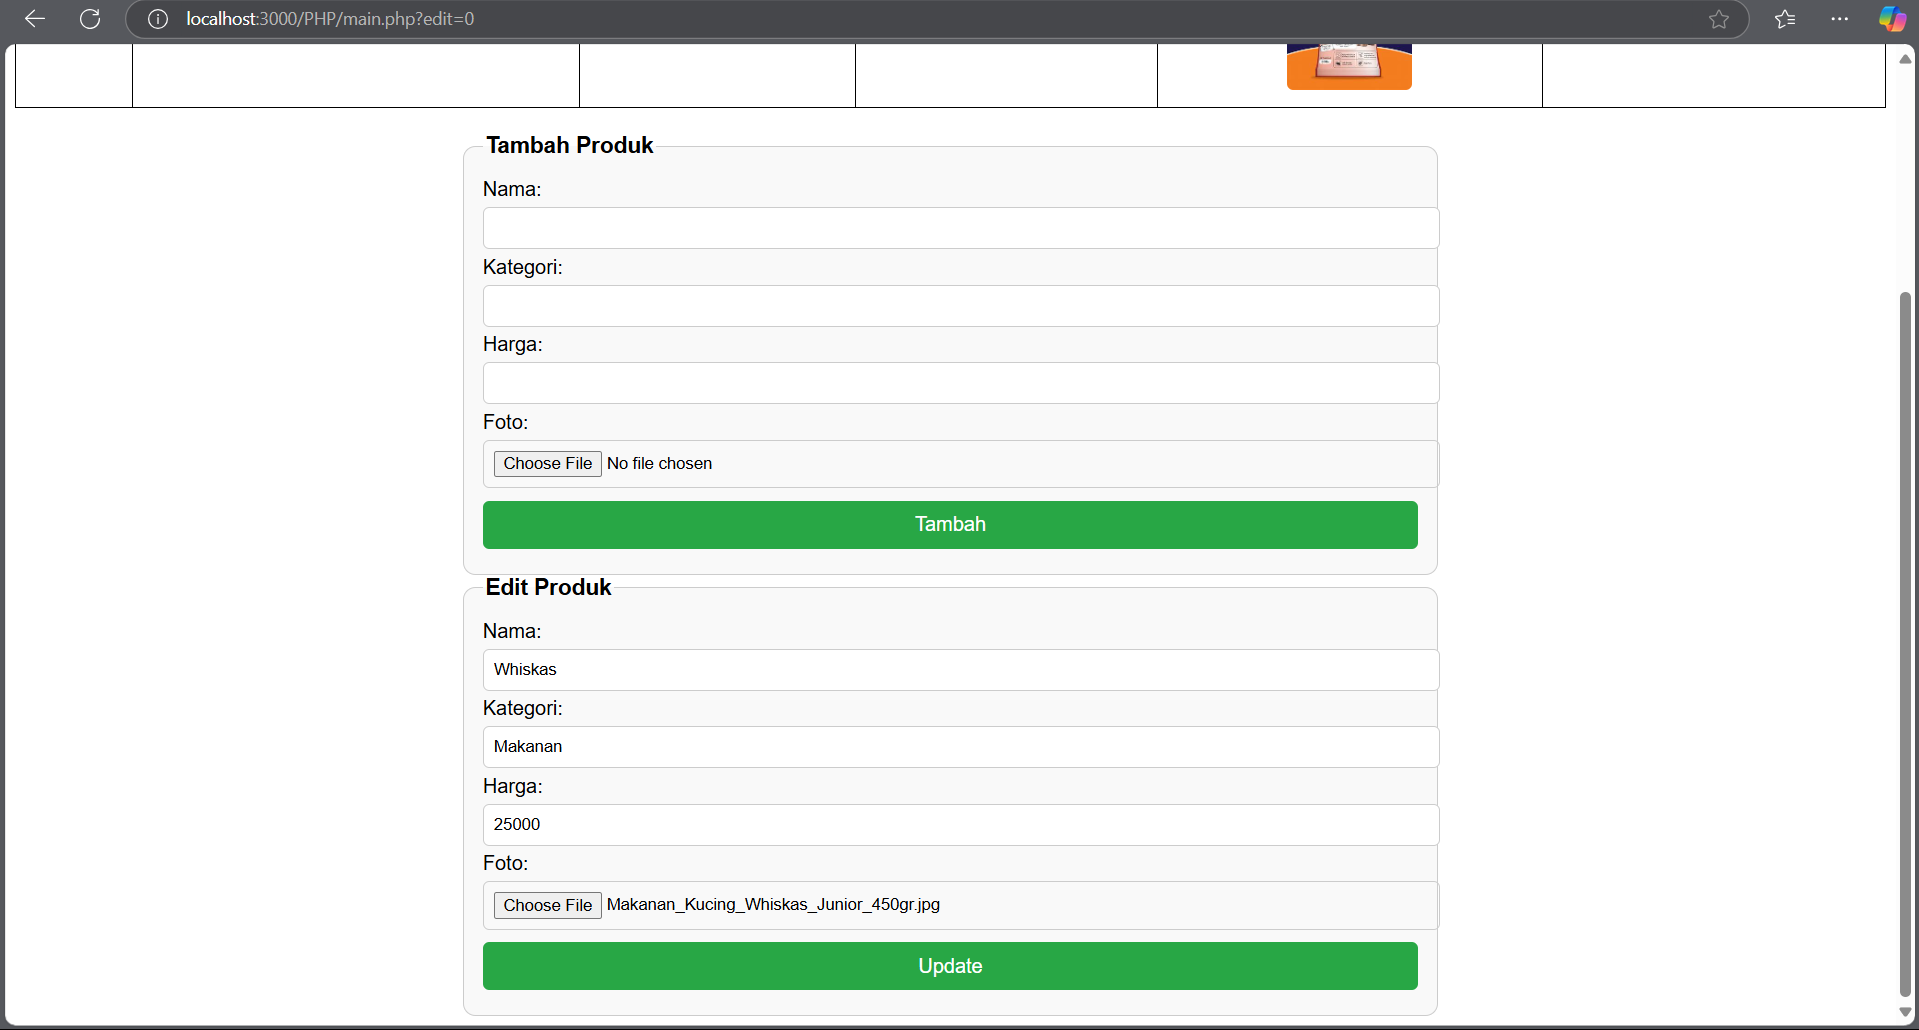 localhost:3000/PHP/main.php?edit=0
Tambah Produk
Nama:
Kategori:
Harga:
Foto:
Choose File No file chosen
Tambah
Edit Produk
Nama:
Whiskas
Kategori:
Makanan
Harga:
25000
Foto:
Choose File Makanan_Kucing_Whiskas_Junior_450gr.jpg
Update